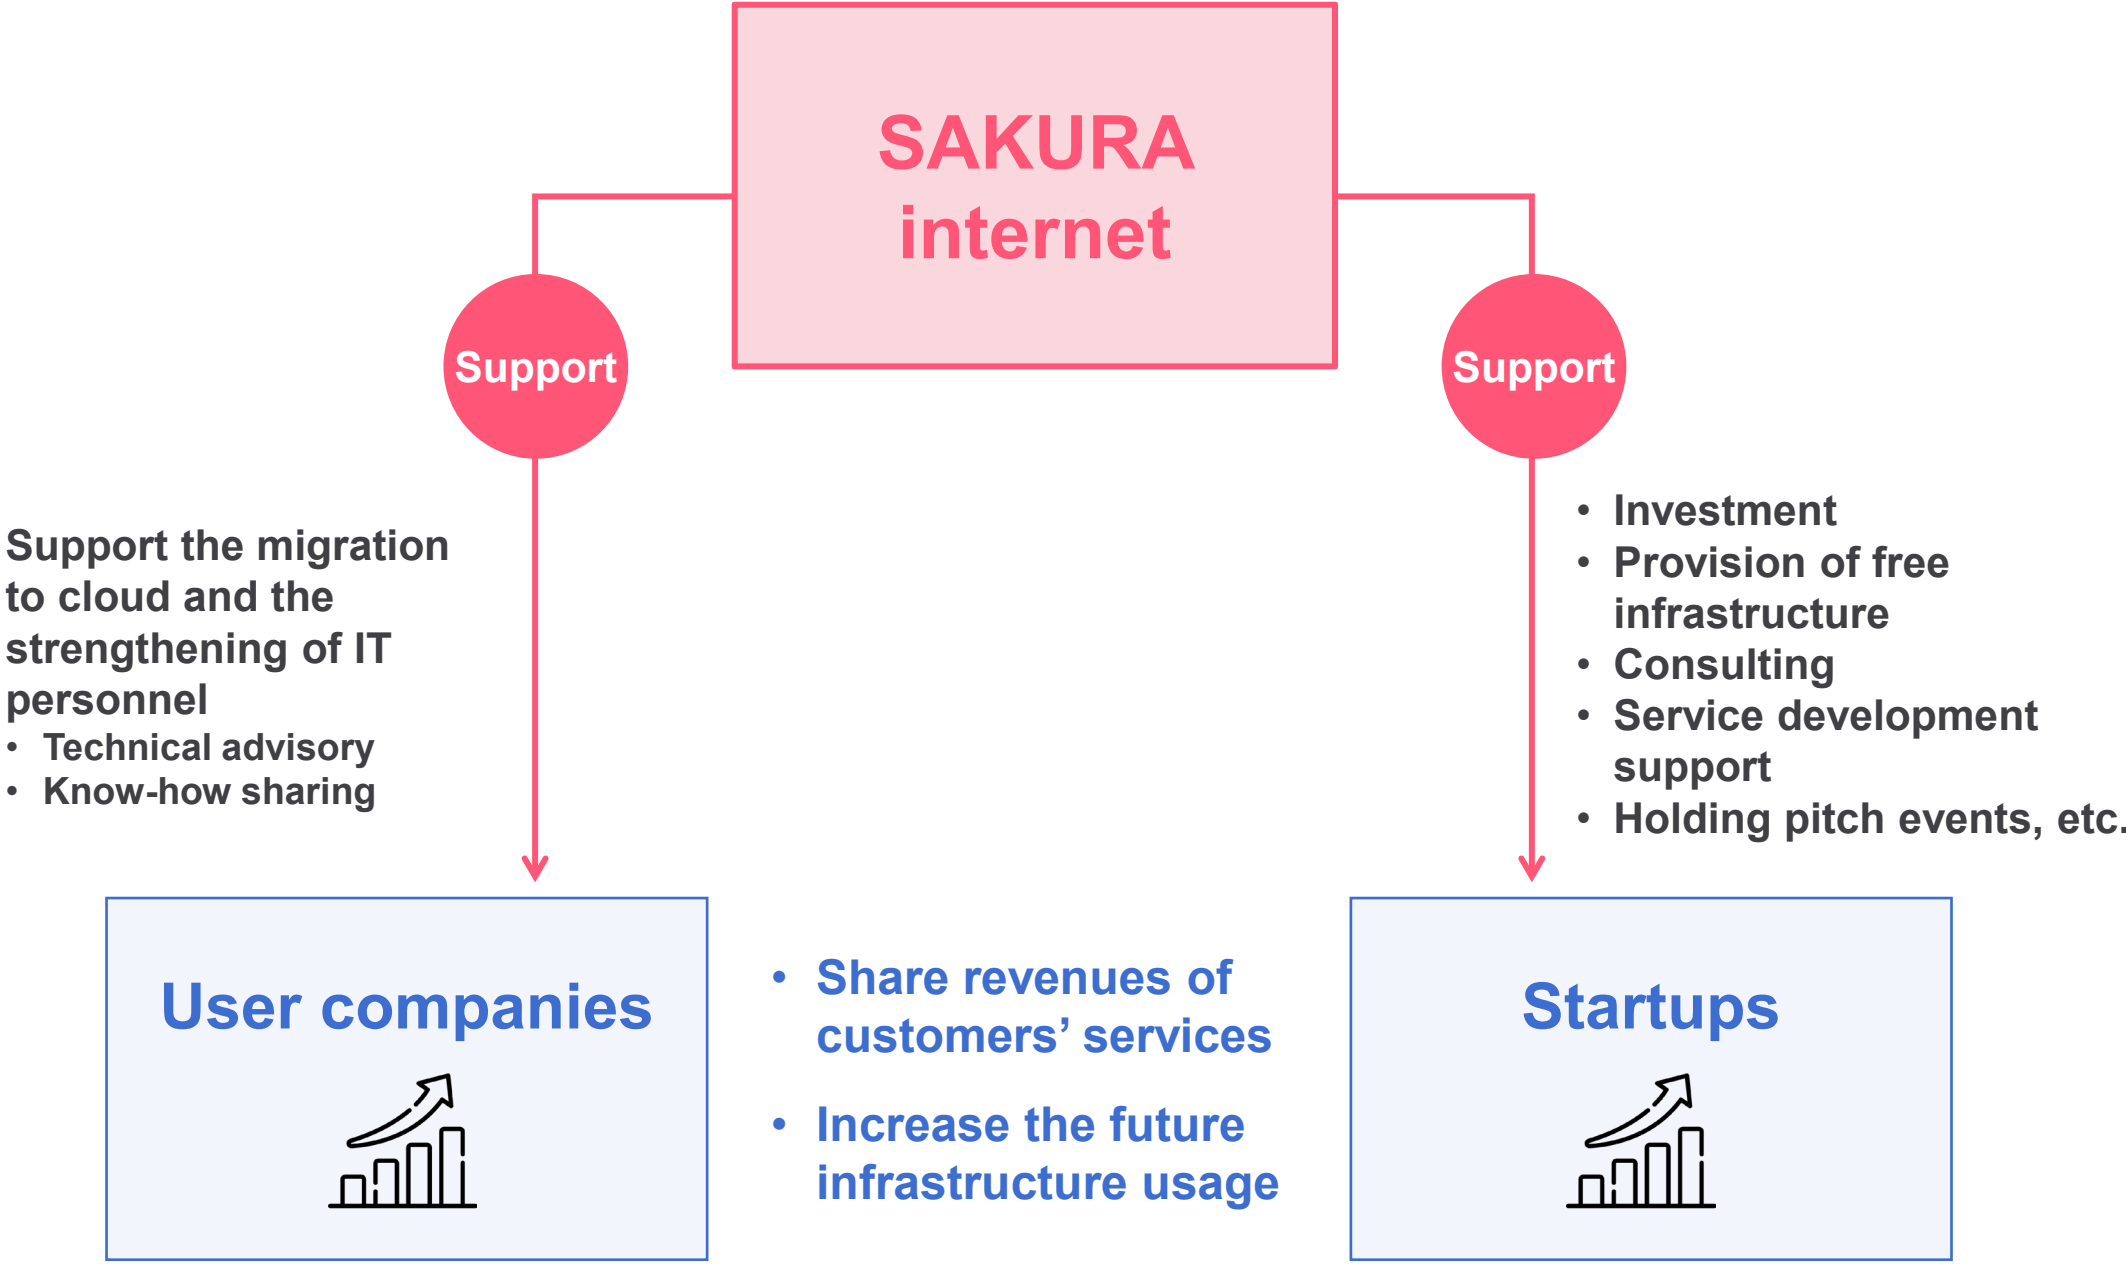 SAKURA
internet
Support
Support
Support the migration
to cloud and the
strengthening of IT
personnel
• Technical advisory
• Know-how sharing
• Investment
• Provision of free
infrastructure
• Consulting
• Service development
support
• Holding pitch events, etc.
User companies
• Share revenues of
customers’ services
• Increase the future
infrastructure usage
Startups